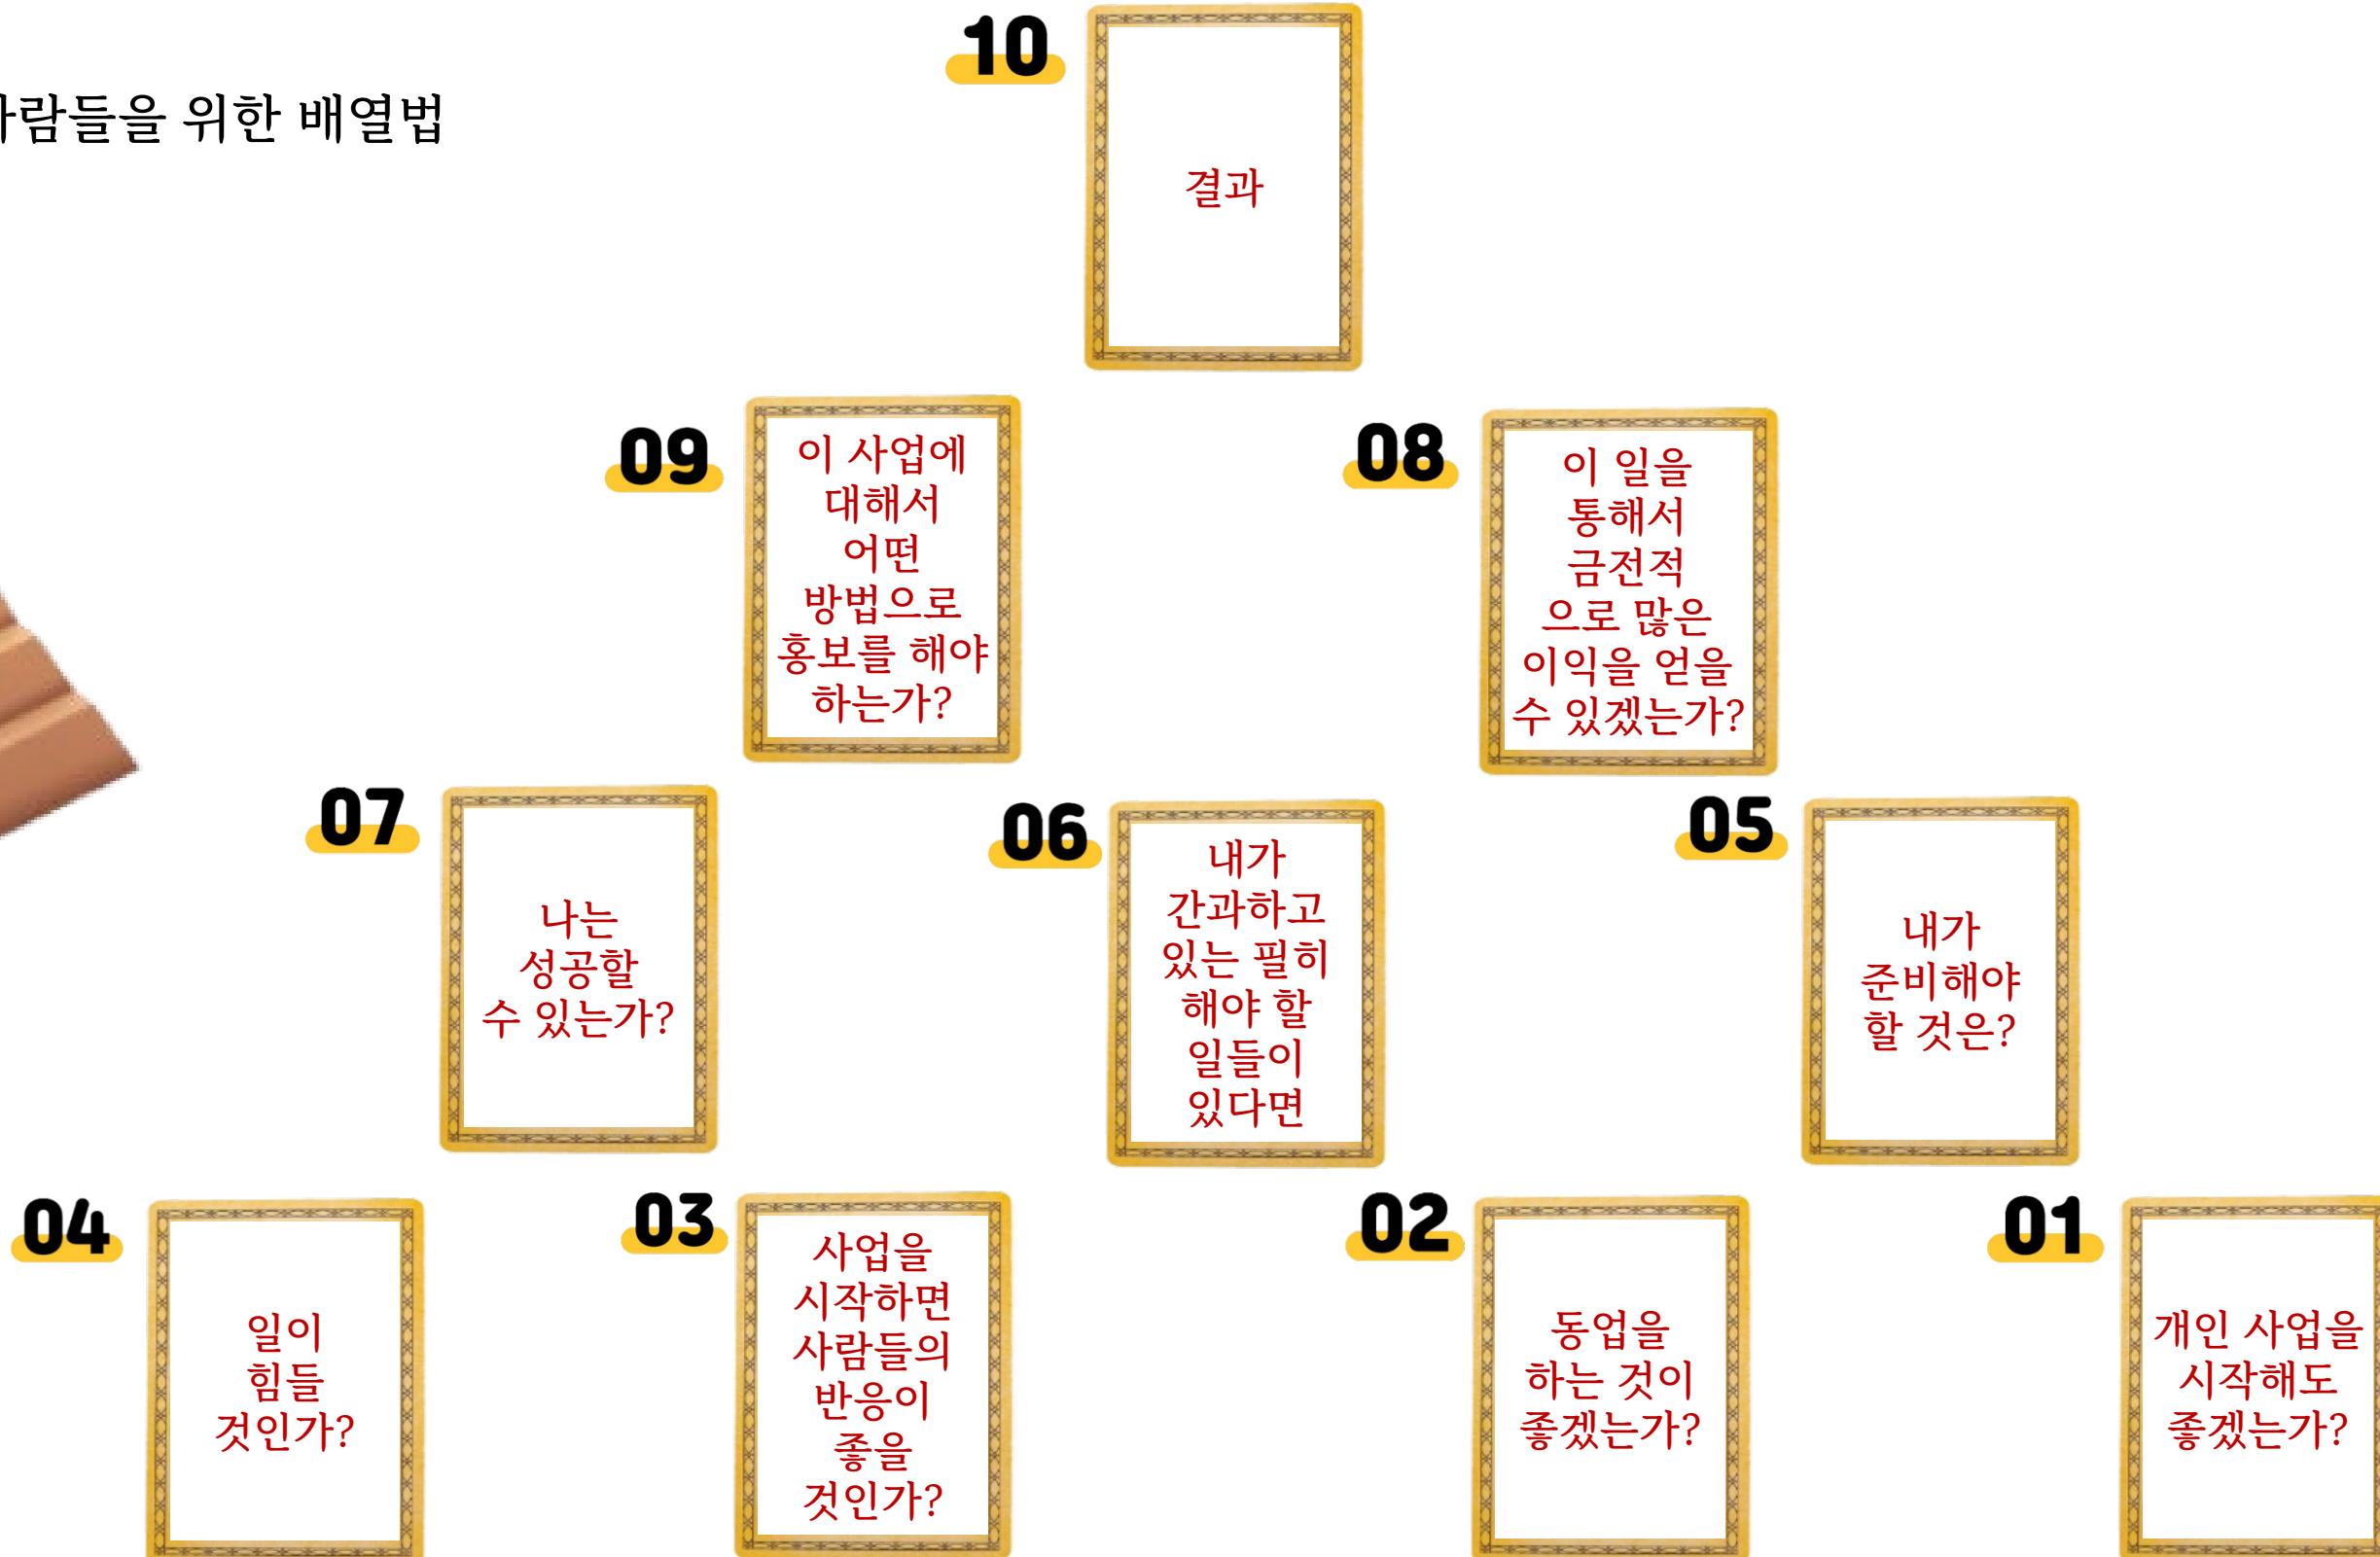 10
사람들을 위한 배열법
결과
09
이 사업에
대해서
어떤
방법으로
홍보를 해야
하는가?
08
이 일을
통해서
금전적
으로 많은
이익을 얻을
수 있겠는가?
07
나는
성공할
수 있는가?
06
내가
간과하고
있는 필히
해야 할
일들이
있다면
05
내가
준비해야
할 것은?
04
일이
힘들
것인가?
03
사업을
시작하면
사람들의
반응이
좋을
것인가?
02
동업을
하는 것이
좋겠는가?
01
개인 사업을
시작해도
좋겠는가?